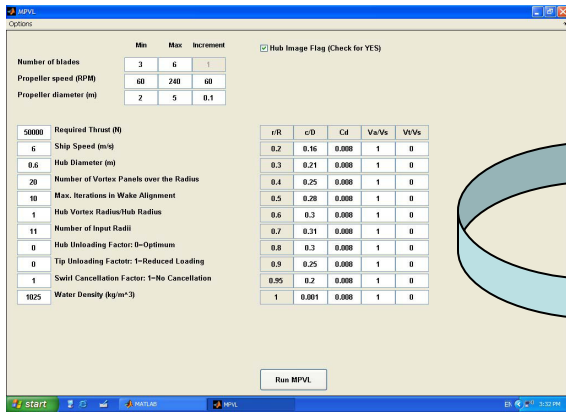 MPVL
Options
Min Max Increment
Hub Image Flag (Check for YES)
Number of blades 3 6 1
Propeller speed (RPM) 60 240 60
Propeller diameter (m) 2 5 0.1
50000 Required Thrust (N)
6 Ship Speed (m/s)
0.6 Hub Diameter (m)
20 Number of Vortex Panels over the Radius
10 Max. Iterations in Wake Alignment
1 Hub Vortex Radius/Hub Radius
11 Number of Input Radii
0 Hub Unloading Factor: 0=Optimum
0 Tip Unloading Factotr: 1=Reduced Loading
1 Swirl Cancellation Factor: 1=No Cancellation
1025 Water Density (kg/m^3)
r/R c/D Cd Va/Vs Vt/Vs
0.2 0.16 0.008 1 0
0.3 0.21 0.008 1 0
0.4 0.25 0.008 1 0
0.5 0.28 0.008 1 0
0.6 0.3 0.008 1 0
0.7 0.31 0.008 1 0
0.8 0.3 0.008 1 0
0.9 0.25 0.008 1 0
0.95 0.2 0.008 1 0
1 0.001 0.008 1 0
Run MPVL
start MATLAB MPVL EN 3:32 PM